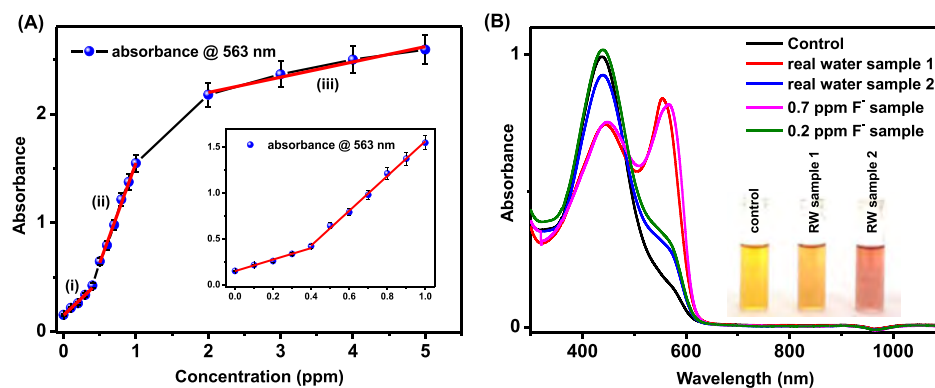 (A)
absorbance @ 563 nm
(i)
(ii)
(iii)
Absorbance
0
1
2
0
1
2
3
4
5
Concentration (ppm)
absorbance @ 563 nm
0.0
0.5
1.0
1.5
0.0
0.2
0.4
0.6
0.8
1.0
(B)
Control
real water sample 1
real water sample 2
0.7 ppm F⁻ sample
0.2 ppm F⁻ sample
control
RW sample 1
RW sample 2
Absorbance
0
1
400
600
800
1000
Wavelength (nm)